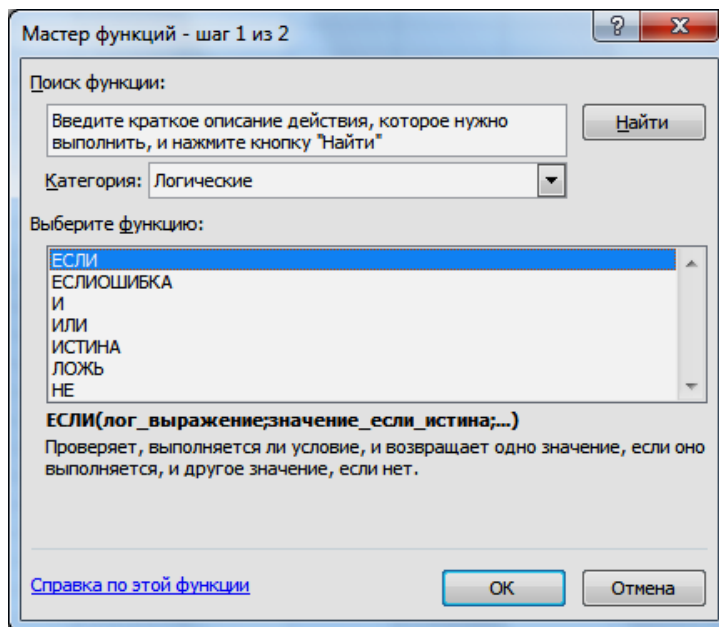 Мастер функций - шаг 1 из 2
Поиск функции:
Введите краткое описание действия, которое нужно
выполнить, и нажмите кнопку "Найти"
Найти
Категория: Логические
Выберите функцию:
ЕСЛИ
ЕСЛИОШИБКА
И
ИЛИ
ИСТИНА
ЛОЖЬ
НЕ
ЕСЛИ(лог_выражение;значение_если_истина;...)
Проверяет, выполняется ли условие, и возвращает одно значение, если оно
выполняется, и другое значение, если нет.
Справка по этой функции
ОК
Отмена